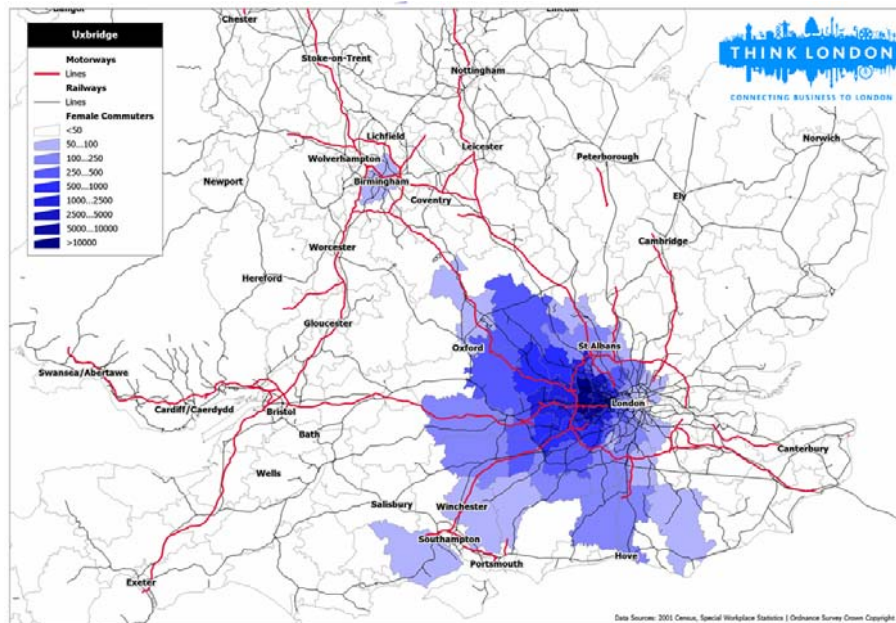 Uxbridge
Motorways
Lines
Railways
Lines
Female Commuters
<50
50...100
100...250
250...500
500...1000
1000...2500
2500...5000
5000...10000
>10000
THINK LONDON
CONNECTING BUSINESS TO LONDON
Chester
Lincoln
Stoke-on-Trent
Nottingham
Lichfield
Norwich
Wolverhampton
Leicester
Peterborough
Newport
Birmingham
Ely
Coventry
Worcester
Cambridge
Hereford
Gloucester
Oxford
St Albans
Swansea/Abertawe
Cardiff/Caerdydd
Bristol
London
Bath
Canterbury
Wells
Salisbury
Winchester
Southampton
Portsmouth
Hove
Exeter
Data Sources: 2001 Census, Special Workplace Statistics | Ordnance Survey Crown Copyright